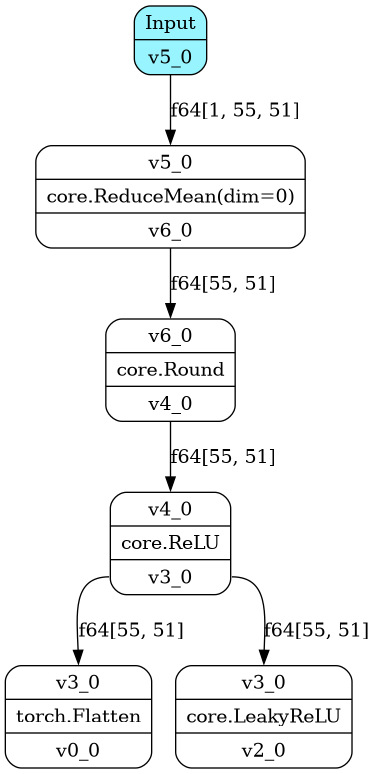 Input
v5_0
f64[1, 55, 51]
v5_0
core.ReduceMean(dim=0)
v6_0
f64[55, 51]
v6_0
core.Round
v4_0
f64[55, 51]
v4_0
core.ReLU
v3_0
f64[55, 51]
f64[55, 51]
v3_0
torch.Flatten
v0_0
v3_0
core.LeakyReLU
v2_0